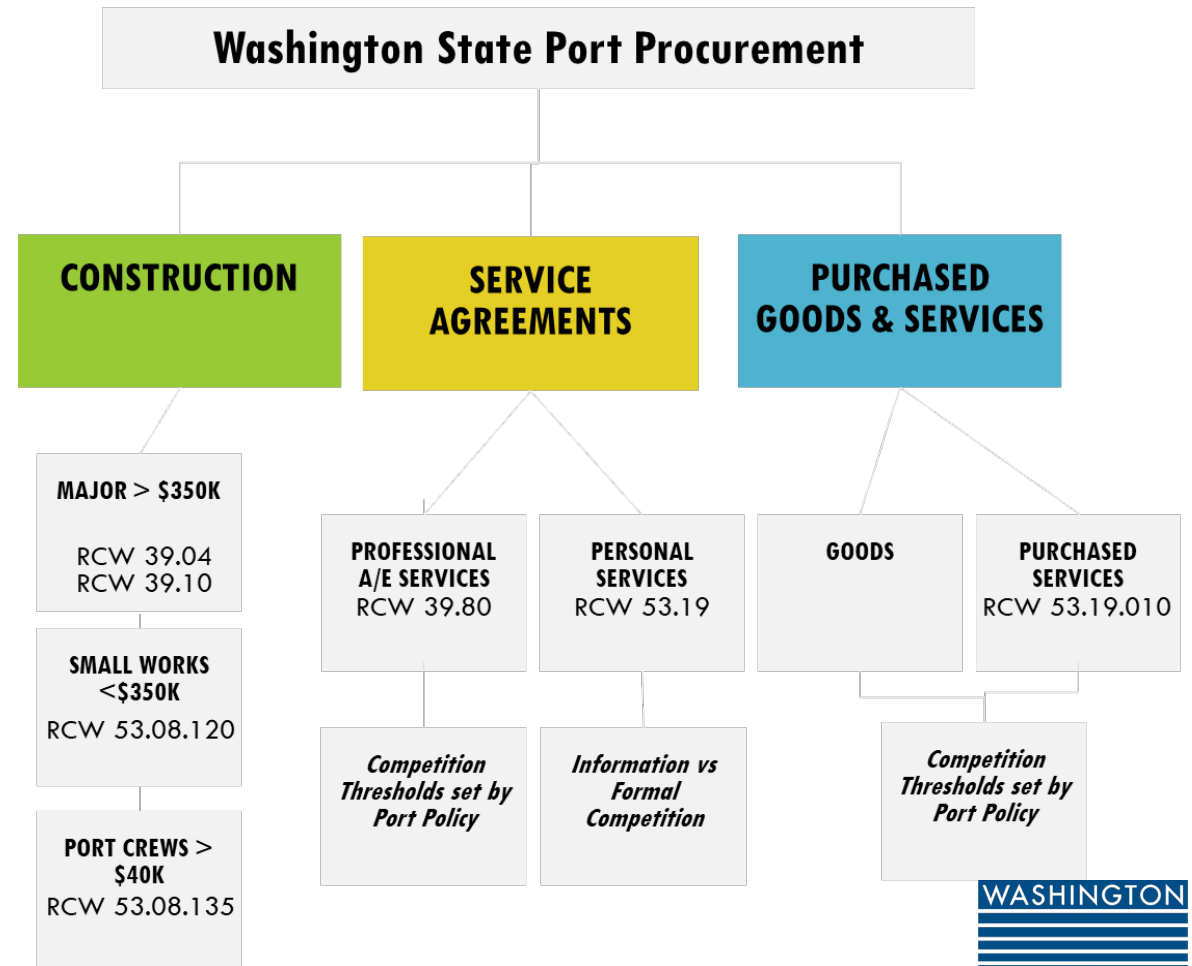 Washington State Port Procurement
CONSTRUCTION
SERVICE
AGREEMENTS
PURCHASED
GOODS & SERVICES
MAJOR > $350K
RCW 39.04
RCW 39.10
SMALL WORKS
<$350K
RCW 53.08.120
PORT CREWS >
$40K
RCW 53.08.135
PROFESSIONAL
A/E SERVICES
RCW 39.80
PERSONAL
SERVICES
RCW 53.19
GOODS
PURCHASED
SERVICES
RCW 53.19.010
Competition
Thresholds set by
Port Policy
Information vs
Formal
Competition
Competition
Thresholds set by
Port Policy
WASHINGTON